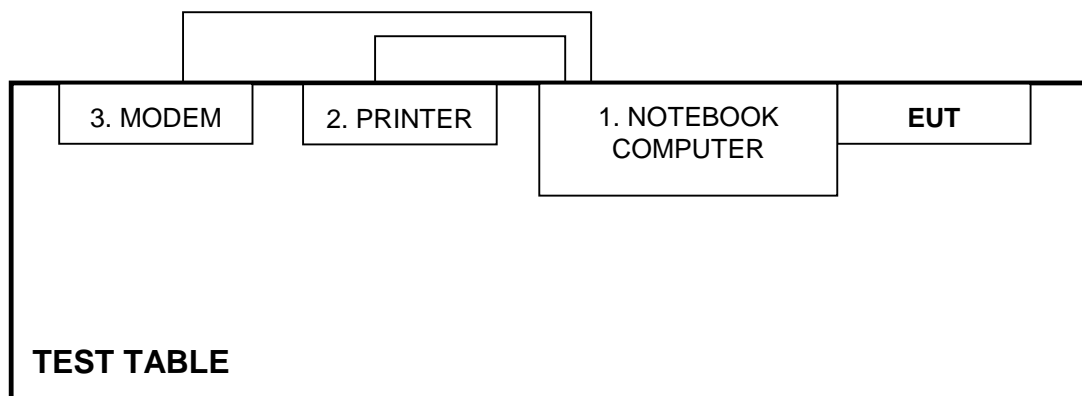 3. MODEM
2. PRINTER
1. NOTEBOOK
COMPUTER
EUT
TEST TABLE